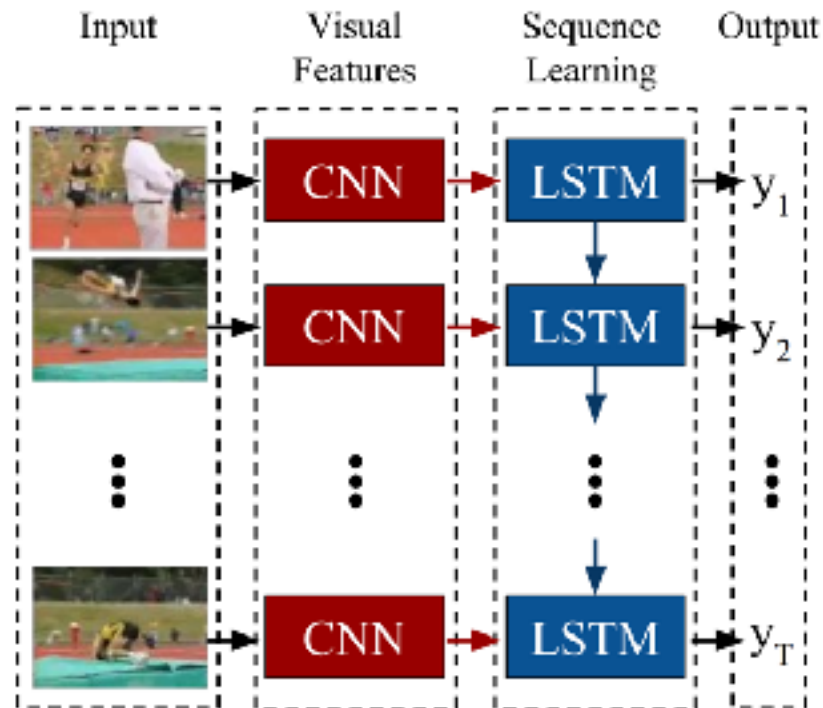 Input
Visual
Features
Sequence
Learning
Output
CNN
LSTM
y1
CNN
LSTM
y2
CNN
LSTM
yT